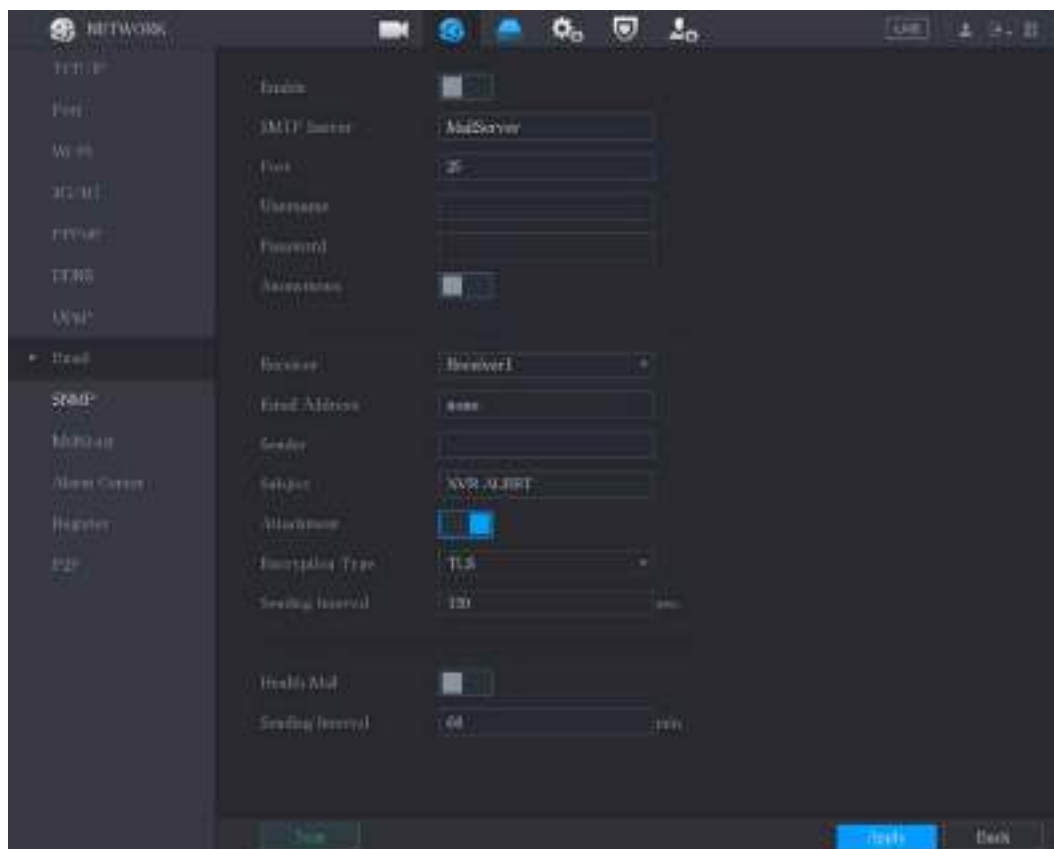 NETWORK
LIVE
TCP/IP
Port
Wi-Fi
3G/4G
PPPoE
DDNS
UPnP
Email
SNMP
Multicast
Alarm Center
Register
P2P
Enable
SMTP Server MailServer
Port 25
Username
Password
Anonymous
Receiver Receiver1
Email Address none
Sender
Subject NVR ALERT
Attachment
Encryption Type TLS
Sending Interval 120 sec.
Health Mail
Sending Interval 60 min.
Test Apply Back